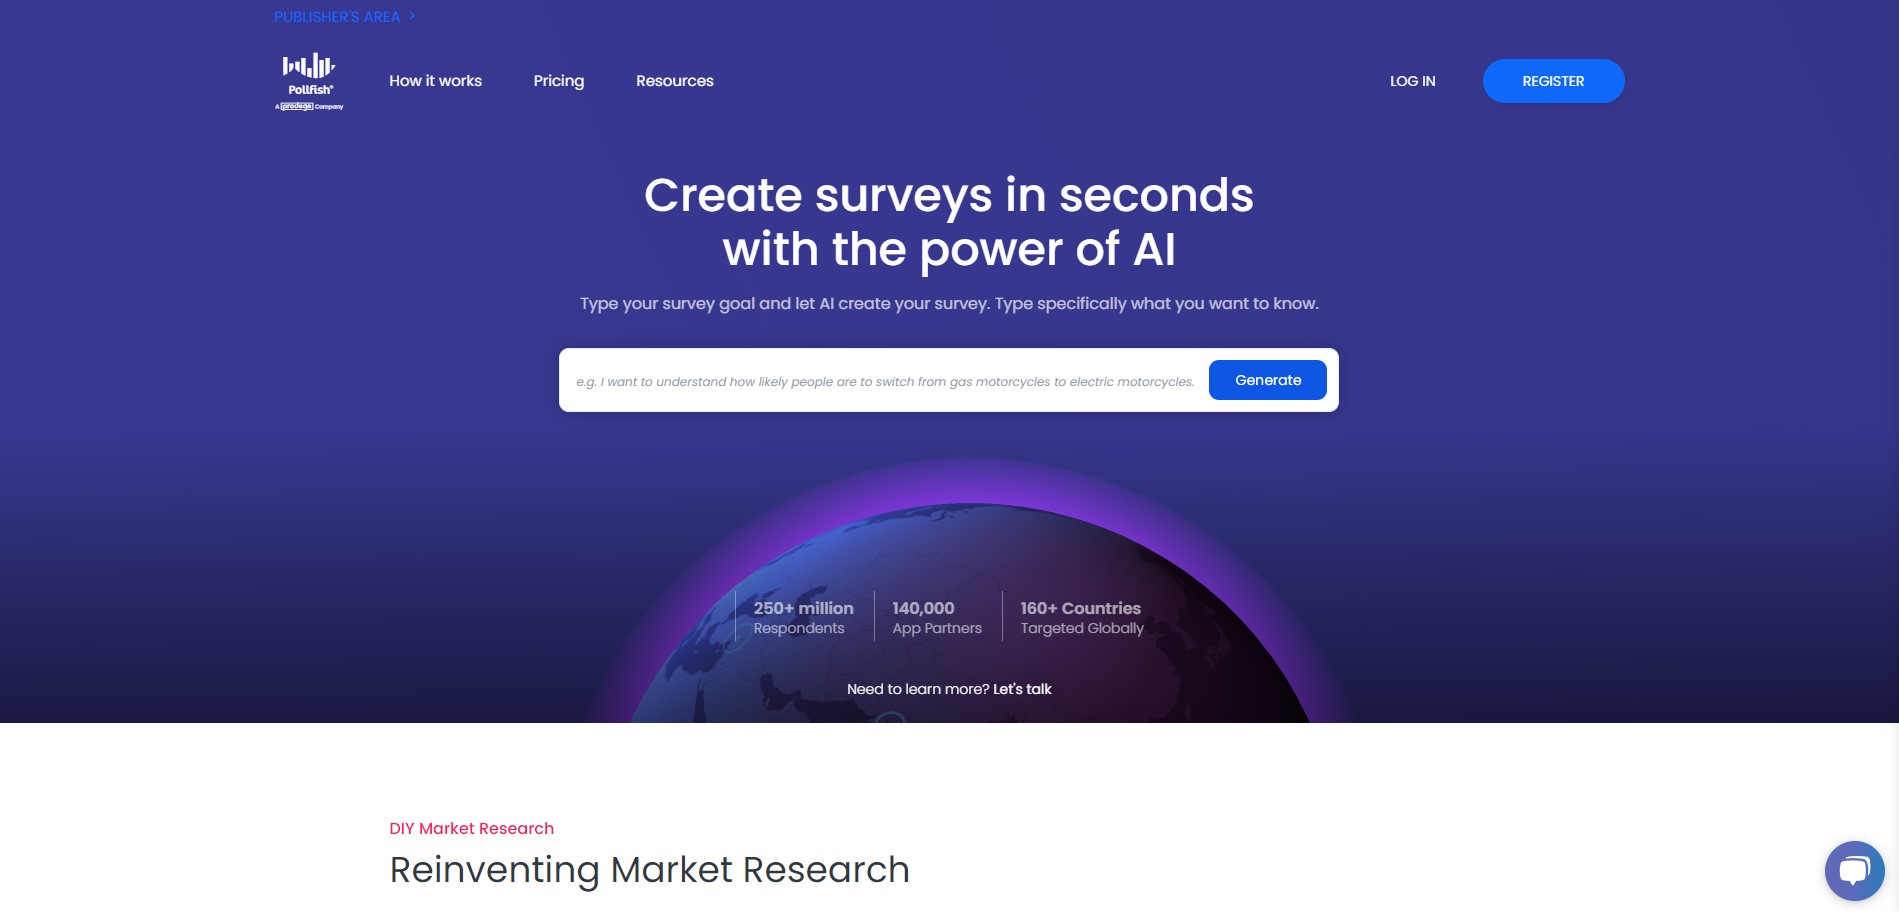 PUBLISHER'S AREA
Pollfish®
A prodege Company
How it works
Pricing
Resources
LOG IN
REGISTER
Create surveys in seconds
with the power of AI
Type your survey goal and let AI create your survey. Type specifically what you want to know.
e.g. I want to understand how likely people are to switch from gas motorcycles to electric motorcycles.
Generate
250+ million
Respondents
140,000
App Partners
160+ Countries
Targeted Globally
Need to learn more? Let's talk
DIY Market Research
Reinventing Market Research